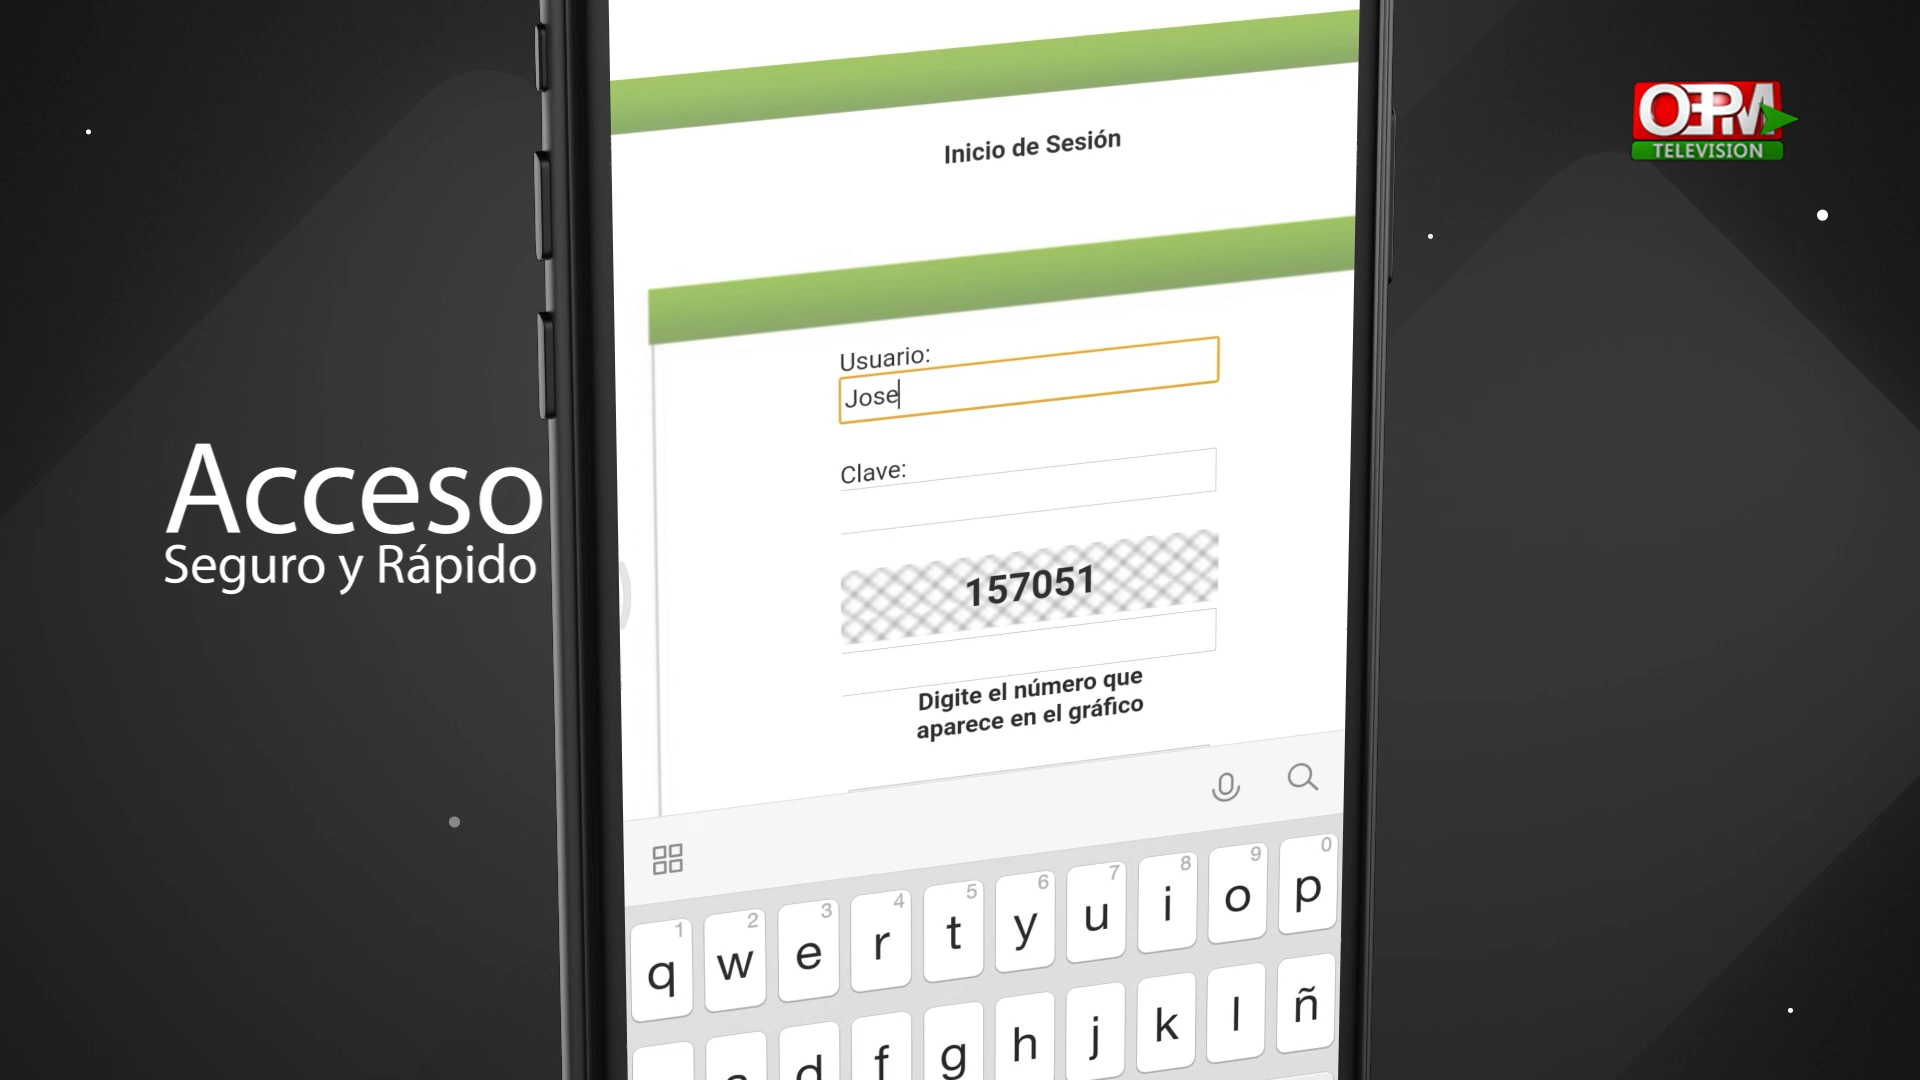 OEPM
TELEVISION
Inicio de Sesión
Usuario:
Jose
Clave:
157051
Digite el número que
aparece en el gráfico
Acceso
Seguro y Rápido
1 2 3 4 5 6 7 8 9 0
q w e r t y u i o p
d f g h j k l ñ